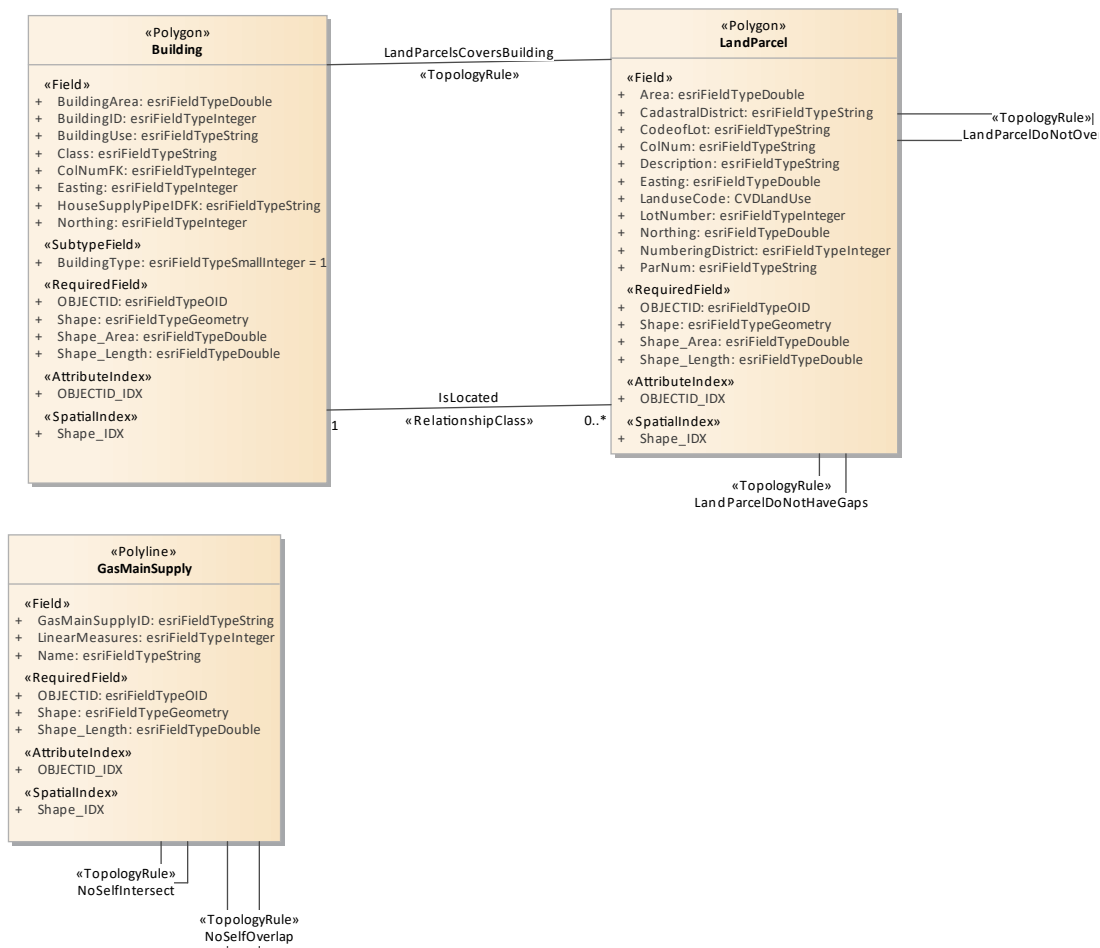 «Polygon»
Building
«Field»
+ BuildingArea: esriFieldTypeDouble
+ BuildingID: esriFieldTypeInteger
+ BuildingUse: esriFieldTypeString
+ Class: esriFieldTypeString
+ ColNumFK: esriFieldTypeInteger
+ Easting: esriFieldTypeInteger
+ HouseSupplyPipeIDFK: esriFieldTypeString
+ Northing: esriFieldTypeInteger
«SubtypeField»
+ BuildingType: esriFieldTypeSmallInteger = 1
«RequiredField»
+ OBJECTID: esriFieldTypeOID
+ Shape: esriFieldTypeGeometry
+ Shape_Area: esriFieldTypeDouble
+ Shape_Length: esriFieldTypeDouble
«AttributeIndex»
+ OBJECTID_IDX
«SpatialIndex»
+ Shape_IDX
LandParcelsCoversBuilding
«TopologyRule»
IsLocated
1 «RelationshipClass» 0..*
«Polygon»
LandParcel
«Field»
+ Area: esriFieldTypeDouble
+ CadastralDistrict: esriFieldTypeString
+ CodeofLot: esriFieldTypeString
+ ColNum: esriFieldTypeString
+ Description: esriFieldTypeString
+ Easting: esriFieldTypeDouble
+ LanduseCode: CVDLandUse
+ LotNumber: esriFieldTypeInteger
+ Northing: esriFieldTypeDouble
+ NumberingDistrict: esriFieldTypeInteger
+ ParNum: esriFieldTypeString
«RequiredField»
+ OBJECTID: esriFieldTypeOID
+ Shape: esriFieldTypeGeometry
+ Shape_Area: esriFieldTypeDouble
+ Shape_Length: esriFieldTypeDouble
«AttributeIndex»
+ OBJECTID_IDX
«SpatialIndex»
+ Shape_IDX
«TopologyRule»
LandParcelDoNotOve
«TopologyRule»
LandParcelDoNotHaveGaps
«Polyline»
GasMainSupply
«Field»
+ GasMainSupplyID: esriFieldTypeString
+ LinearMeasures: esriFieldTypeInteger
+ Name: esriFieldTypeString
«RequiredField»
+ OBJECTID: esriFieldTypeOID
+ Shape: esriFieldTypeGeometry
+ Shape_Length: esriFieldTypeDouble
«AttributeIndex»
+ OBJECTID_IDX
«SpatialIndex»
+ Shape_IDX
«TopologyRule»
NoSelfIntersect
«TopologyRule»
NoSelfOverlap